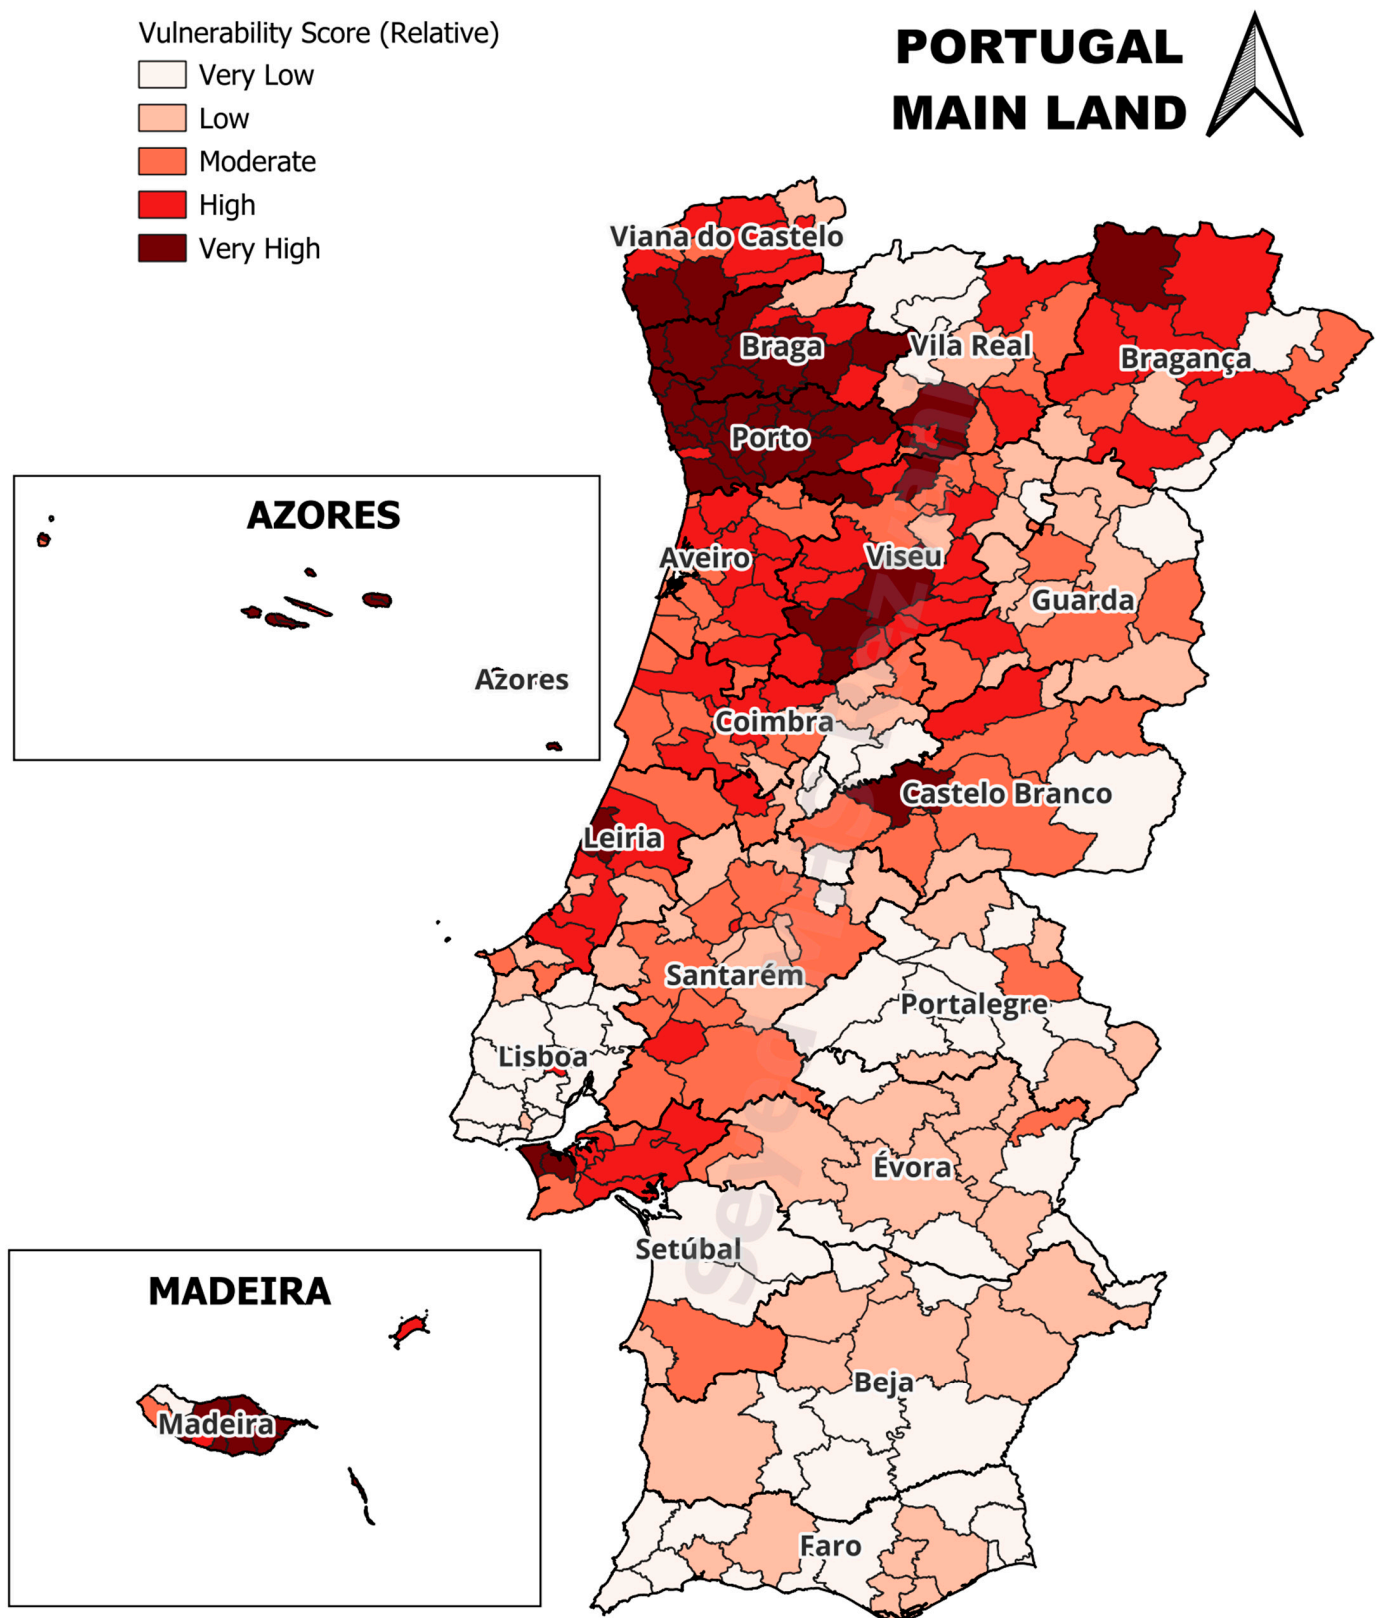 Vulnerability Score (Relative)
Very Low
Low
Moderate
High
Very High
PORTUGAL
MAIN LAND
Viana do Castelo
Braga
Vila Real
Bragança
Porto
AZORES
Aveiro
Viseu
Guarda
Azores
Coimbra
Castelo Branco
Leiria
Santarém
Portalegre
Lisboa
Évora
Setúbal
MADEIRA
Madeira
Beja
Faro
Seyed